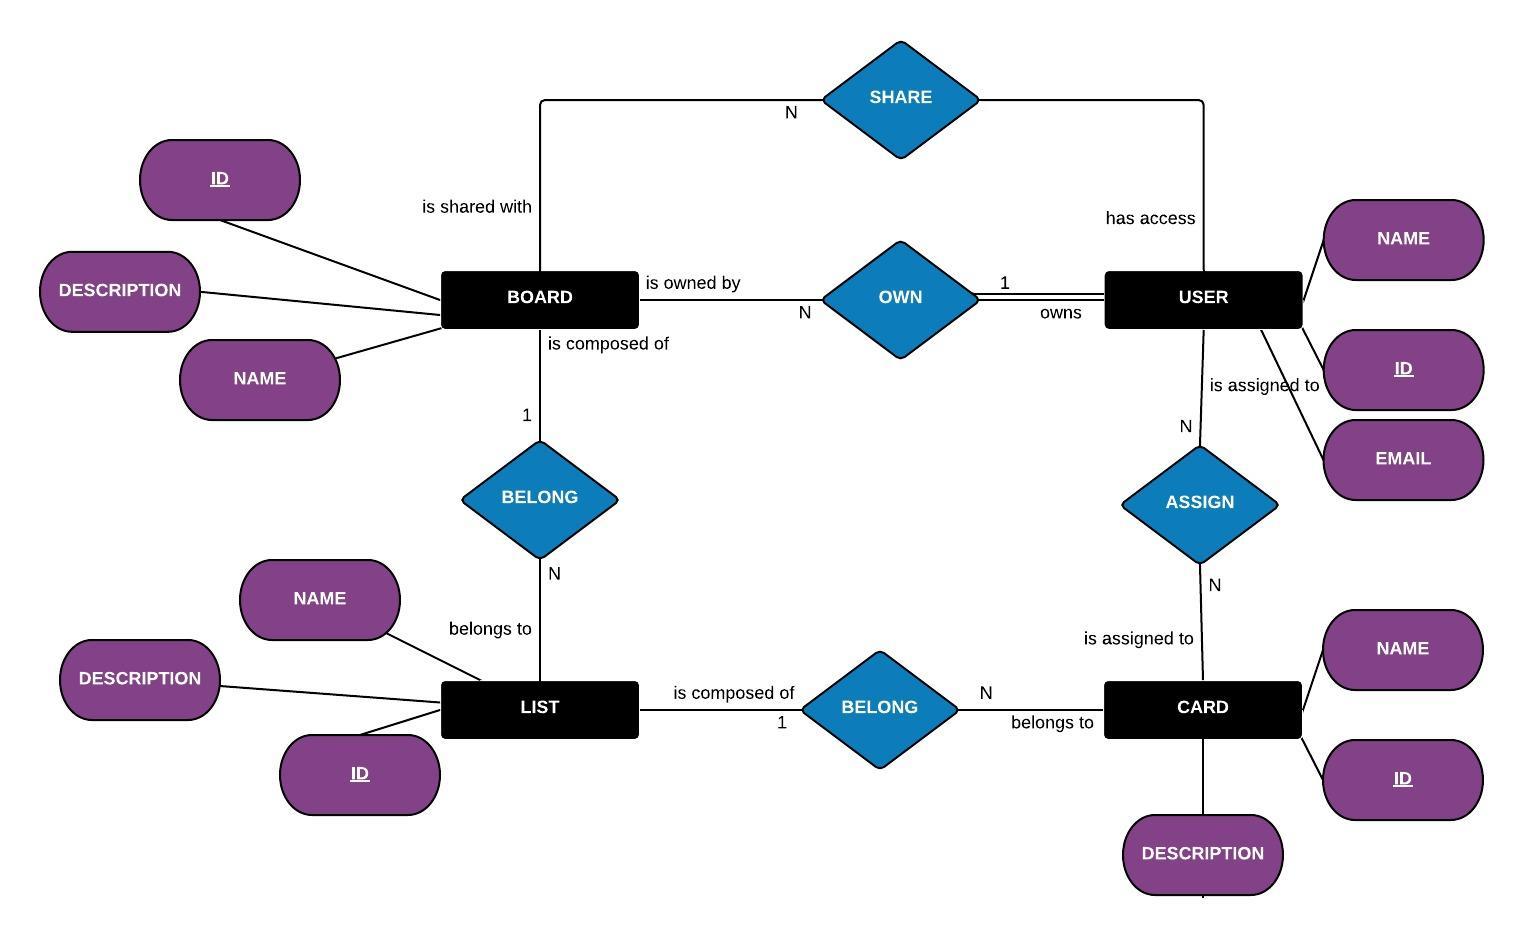 SHARE
N
ID
is shared with
has access
NAME
DESCRIPTION
BOARD
is owned by
N
OWN
1
owns
USER
is composed of
NAME
is assigned to
ID
1
N
EMAIL
BELONG
ASSIGN
N
N
NAME
belongs to
is assigned to
NAME
DESCRIPTION
LIST
is composed of
1
BELONG
N
belongs to
CARD
ID
ID
DESCRIPTION